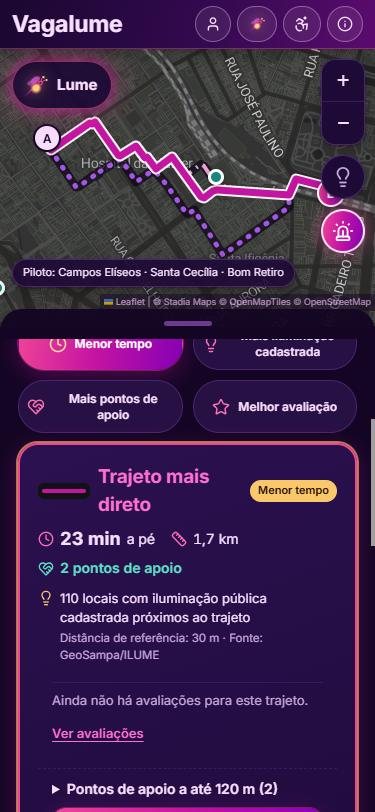 Vagalume
Lume
+
−
RUA JOSÉ PAULINO
A
Piloto: Campos Elíseos · Santa Cecília · Bom Retiro
Leaflet | © Stadia Maps © OpenMapTiles © OpenStreetMap
Menor tempo
cadastrada
Mais pontos de
apoio
Melhor avaliação
Trajeto mais
direto
Menor tempo
23 min a pé
1,7 km
2 pontos de apoio
110 locais com iluminação pública
cadastrada próximos ao trajeto
Distância de referência: 30 m · Fonte:
GeoSampa/ILUME
Ainda não há avaliações para este trajeto.
Ver avaliações
Pontos de apoio a até 120 m (2)